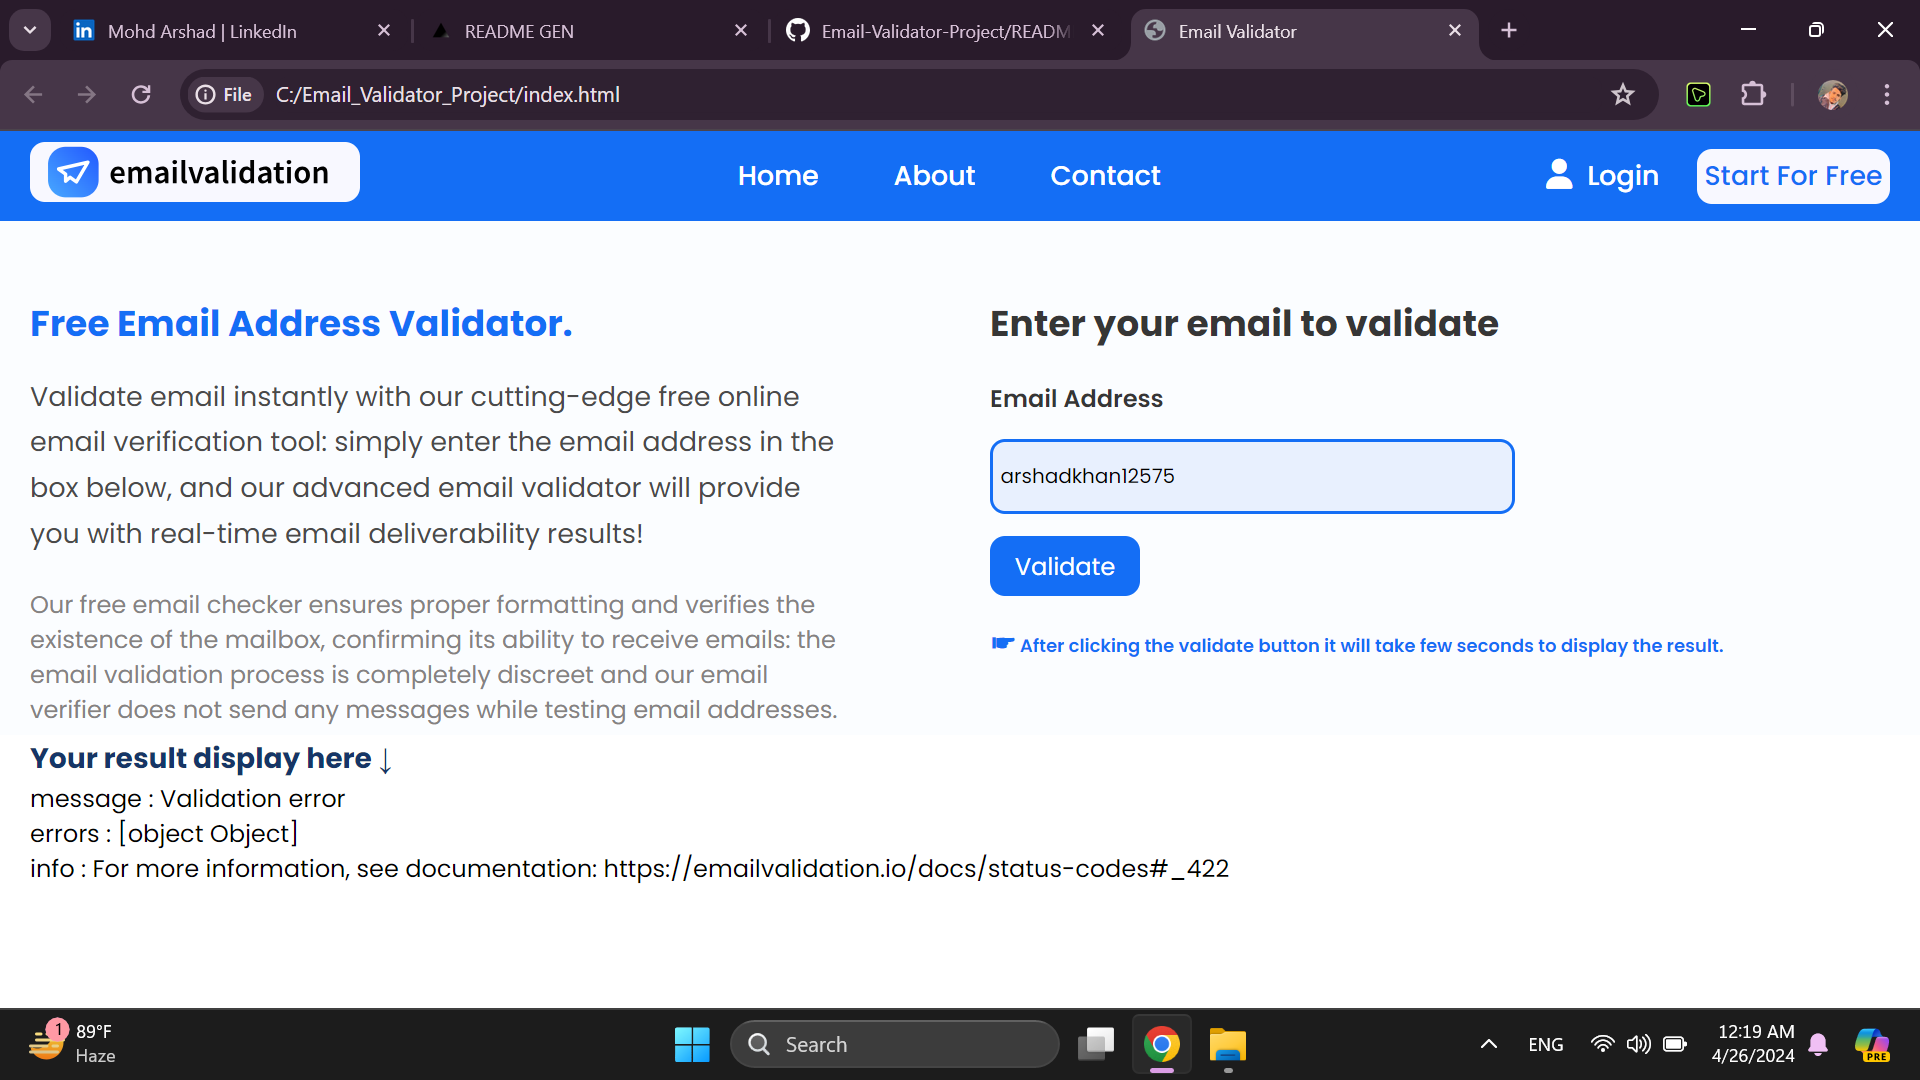 Mohd Arshad | LinkedIn
README GEN
Email-Validator-Project/READM
Email Validator
File
C:/Email_Validator_Project/index.html
emailvalidation
Home
About
Contact
Login
Start For Free
Free Email Address Validator.
Validate email instantly with our cutting-edge free online
email verification tool: simply enter the email address in the
box below, and our advanced email validator will provide
you with real-time email deliverability results!
Our free email checker ensures proper formatting and verifies the
existence of the mailbox, confirming its ability to receive emails: the
email validation process is completely discreet and our email
verifier does not send any messages while testing email addresses.
Enter your email to validate
Email Address
arshadkhan12575
Validate
☛ After clicking the validate button it will take few seconds to display the result.
Your result display here ↓
message : Validation error
errors : [object Object]
info : For more information, see documentation: https://emailvalidation.io/docs/status-codes#_422
1
89°F
Haze
Search
ENG
12:19 AM
4/26/2024
PRE